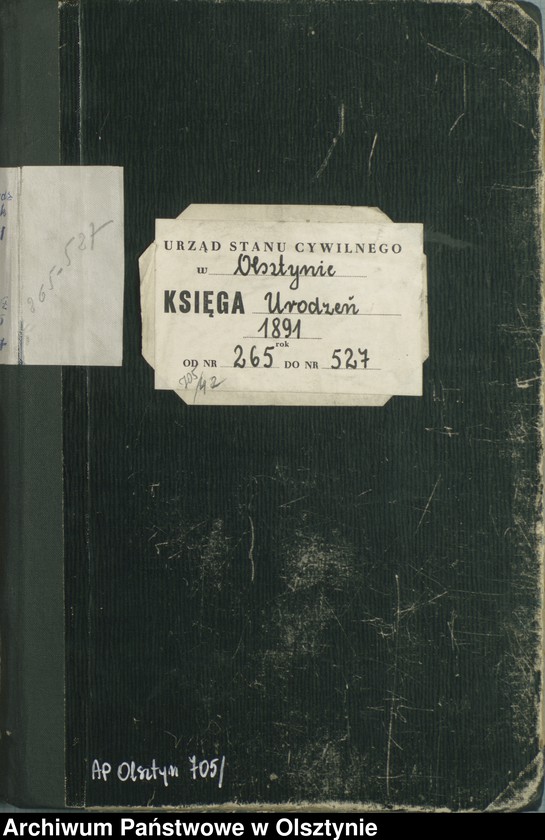 265-527
URZĄD STANU CYWILNEGO
w Olsztynie
KSIĘGA Urodzeń
1891
rok
OD NR 265 DO NR 527
705/42
AP Olsztyn 705/
Archiwum Państwowe w Olsztynie